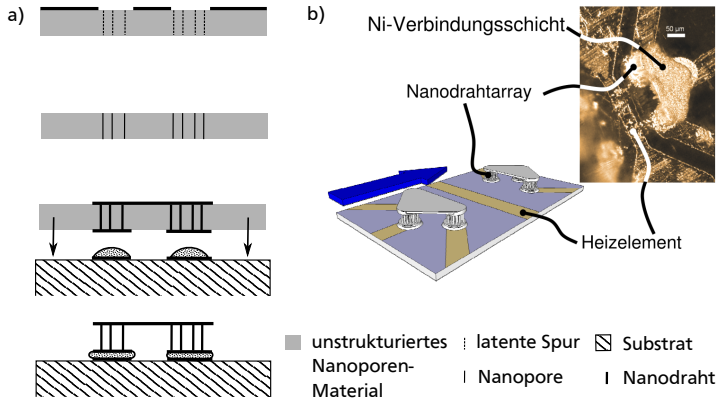 a)
b)
Ni-Verbindungsschicht
50 µm
Nanodrahtarray
Heizelement
unstrukturiertes
Nanoporen-
Material
latente Spur
Nanopore
Substrat
Nanodraht